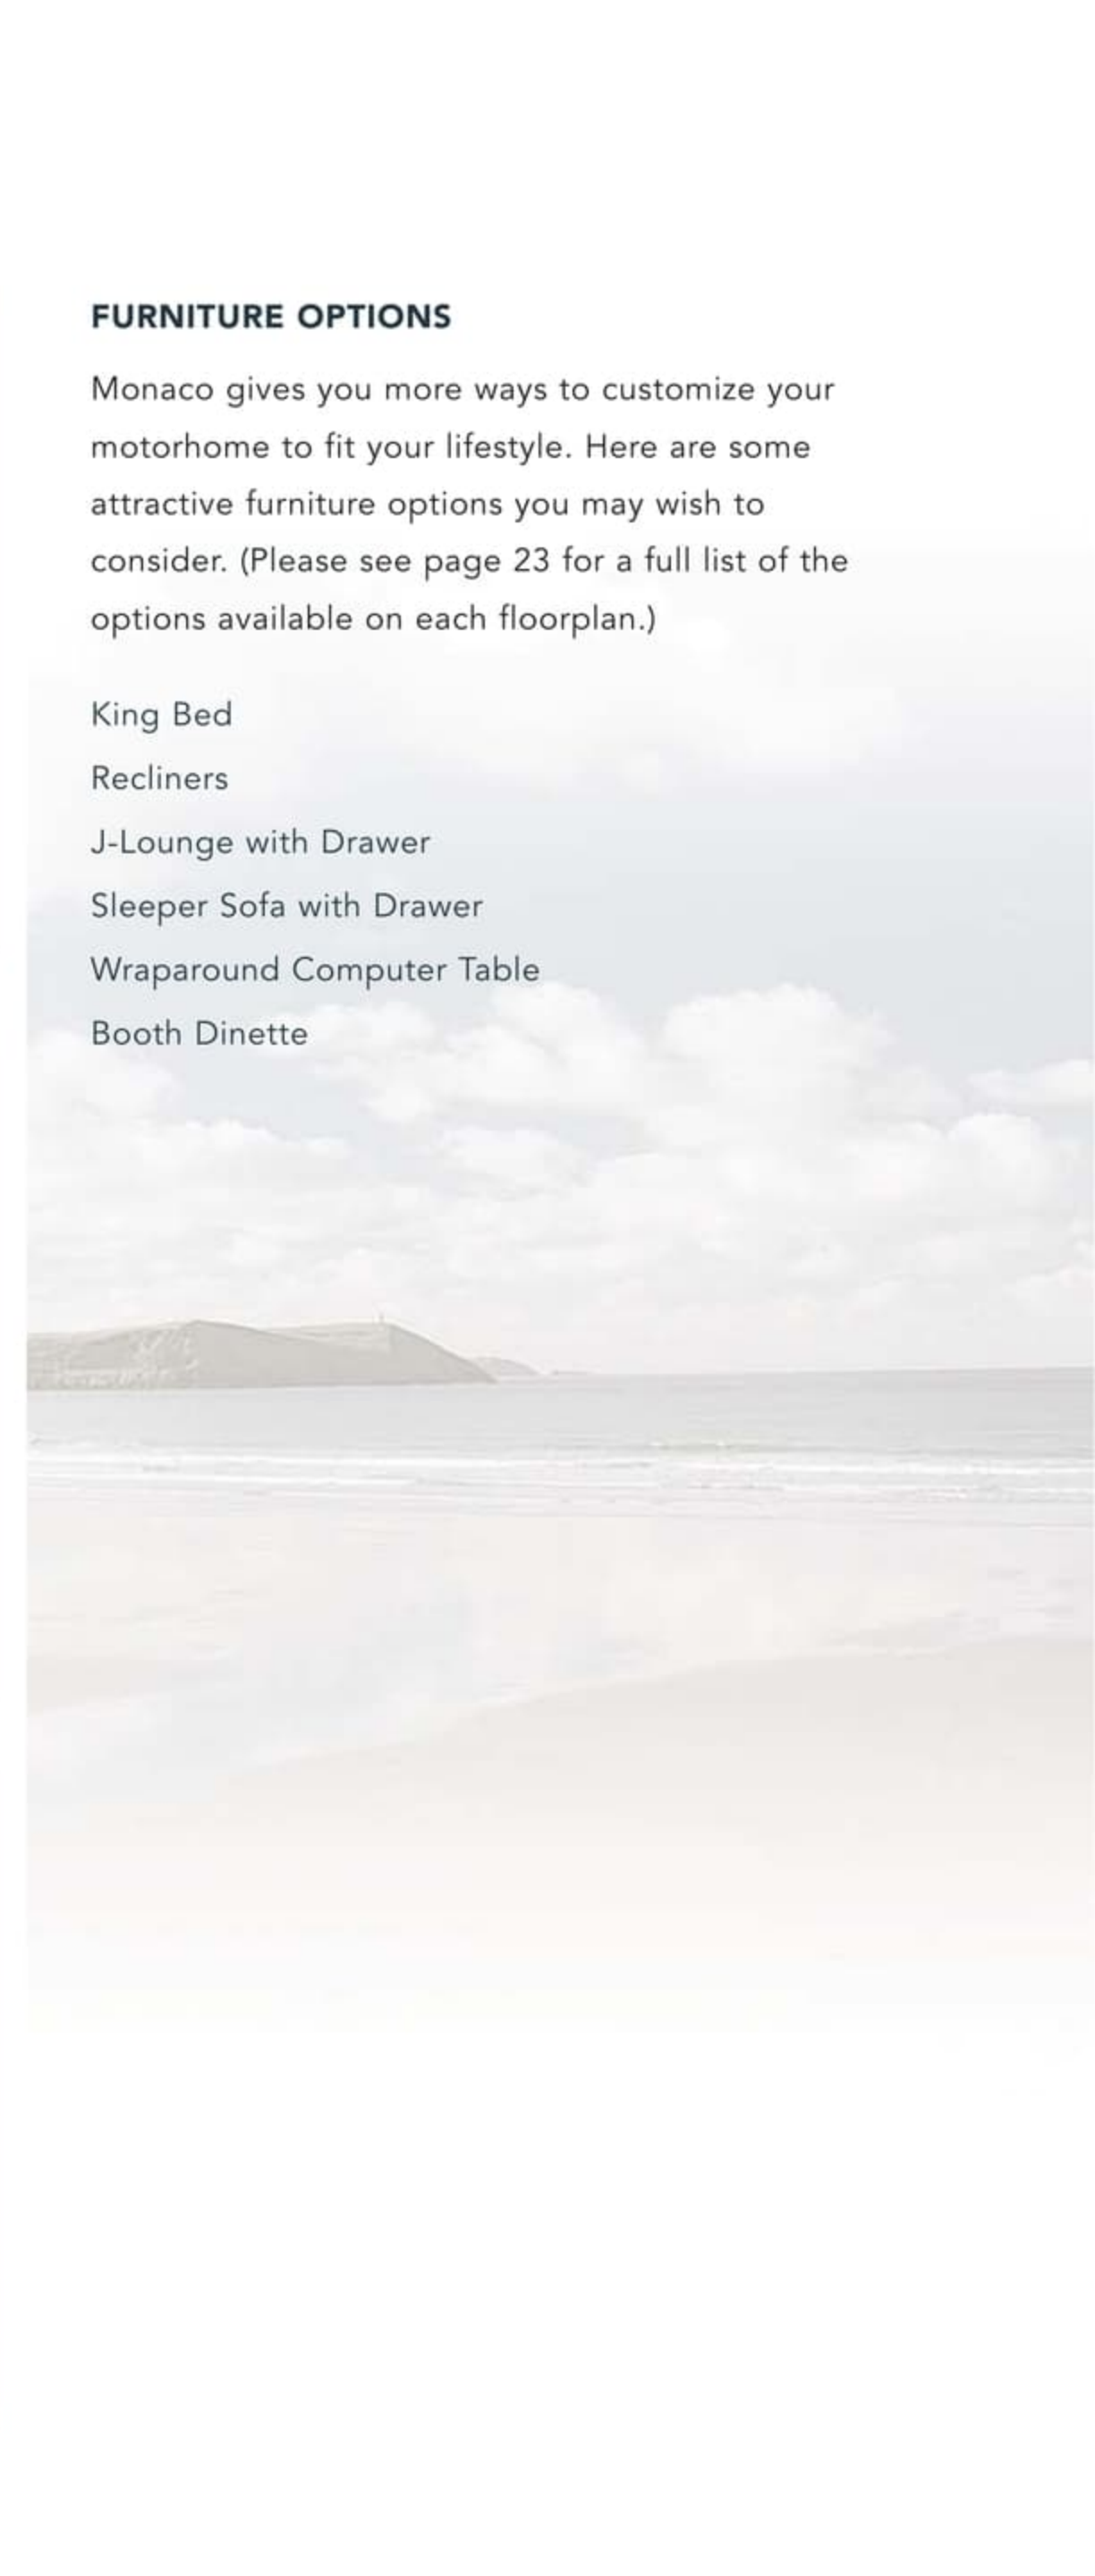 FURNITURE OPTIONS
Monaco gives you more ways to customize your
motorhome to fit your lifestyle. Here are some
attractive furniture options you may wish to
consider. (Please see page 23 for a full list of the
options available on each floorplan.)
King Bed
Recliners
J-Lounge with Drawer
Sleeper Sofa with Drawer
Wraparound Computer Table
Booth Dinette